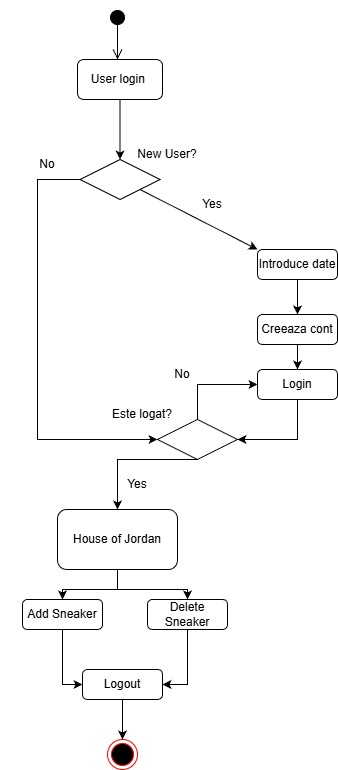 User login
New User?
No
Yes
Introduce date
Creeaza cont
No
Login
Este logat?
Yes
House of Jordan
Add Sneaker
Delete
Sneaker
Logout